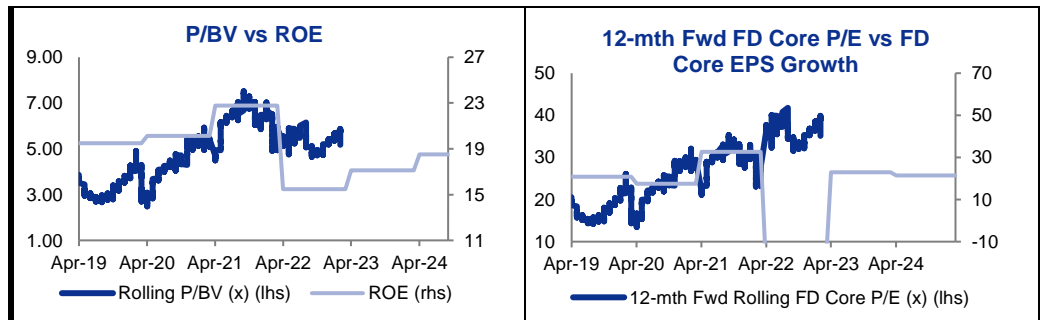 P/BV vs ROE
9.00
7.00
5.00
3.00
1.00
27
23
19
15
11
Apr-19 Apr-20 Apr-21 Apr-22 Apr-23 Apr-24
Rolling P/BV (x) (lhs) ROE (rhs)
12-mth Fwd FD Core P/E vs FD
Core EPS Growth
50
40
30
20
10
70
50
30
10
-10
Apr-19 Apr-20 Apr-21 Apr-22 Apr-23 Apr-24
12-mth Fwd Rolling FD Core P/E (x) (lhs)